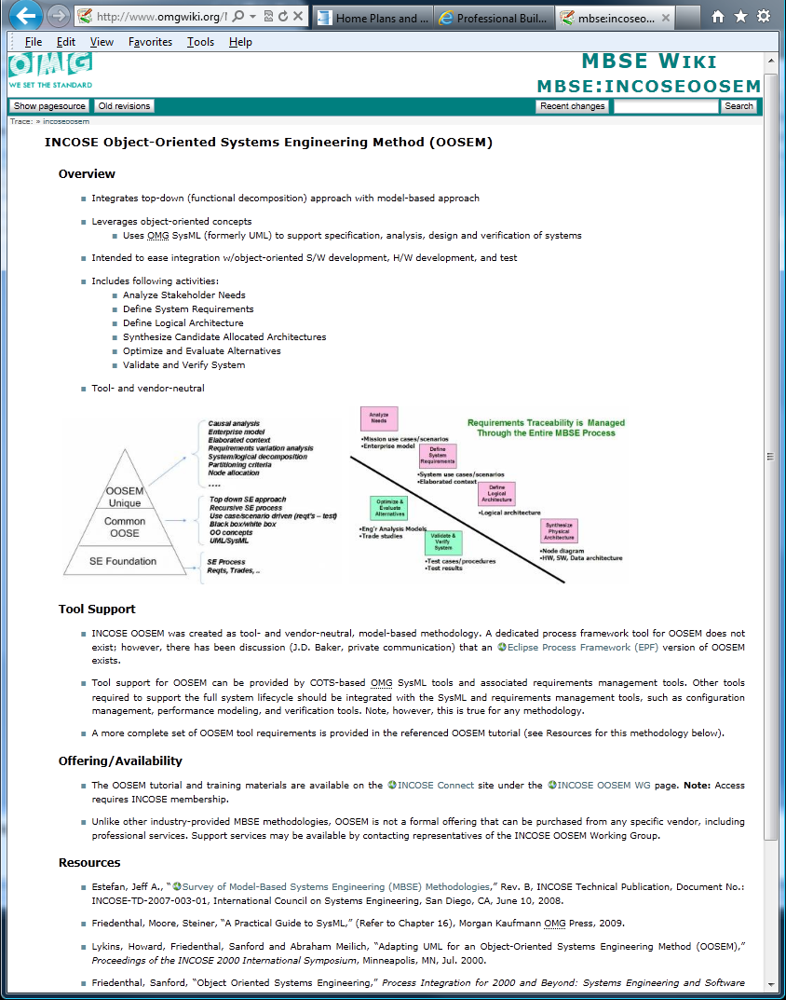 http://www.omgwiki.org/
Home Plans and ...
Professional Buil...
mbse:incoseo...
File Edit View Favorites Tools Help
OMG
WE SET THE STANDARD
MBSE WIKI
MBSE:INCOSEOOSEM
Show pagesource Old revisions Recent changes Search
Trace: » incoseoosem
INCOSE Object-Oriented Systems Engineering Method (OOSEM)
Overview
Integrates top-down (functional decomposition) approach with model-based approach
Leverages object-oriented concepts
Uses OMG SysML (formerly UML) to support specification, analysis, design and verification of systems
Intended to ease integration w/object-oriented S/W development, H/W development, and test
Includes following activities:
Analyze Stakeholder Needs
Define System Requirements
Define Logical Architecture
Synthesize Candidate Allocated Architectures
Optimize and Evaluate Alternatives
Validate and Verify System
Tool- and vendor-neutral
OOSEM
Unique
Common
OOSE
SE Foundation
Causal analysis
Enterprise model
Elaborated context
Requirements variation analysis
System/logical decomposition
Partitioning criteria
Node allocation
....
Top down SE approach
Recursive SE process
Use case/scenario driven (reqt's – test)
Black box/white box
OO concepts
UML/SysML
SE Process
Reqts, Trades, ..
Requirements Traceability is Managed
Through the Entire MBSE Process
Analyze
Needs
•Mission use cases/scenarios
•Enterprise model
Define
System
Requirements
•System use cases/scenarios
•Elaborated context
Define
Logical
Architecture
•Logical architecture
Synthesize
Physical
Architecture
•Node diagram
•HW, SW, Data architecture
Optimize &
Evaluate
Alternatives
•Eng'r Analysis Models
•Trade studies
Validate &
Verify
System
•Test cases/procedures
•Test results
Tool Support
INCOSE OOSEM was created as tool- and vendor-neutral, model-based methodology. A dedicated process framework tool for OOSEM does not
exist; however, there has been discussion (J.D. Baker, private communication) that an Eclipse Process Framework (EPF) version of OOSEM
exists.
Tool support for OOSEM can be provided by COTS-based OMG SysML tools and associated requirements management tools. Other tools
required to support the full system lifecycle should be integrated with the SysML and requirements management tools, such as configuration
management, performance modeling, and verification tools. Note, however, this is true for any methodology.
A more complete set of OOSEM tool requirements is provided in the referenced OOSEM tutorial (see Resources for this methodology below).
Offering/Availability
The OOSEM tutorial and training materials are available on the INCOSE Connect site under the INCOSE OOSEM WG page. Note: Access
requires INCOSE membership.
Unlike other industry-provided MBSE methodologies, OOSEM is not a formal offering that can be purchased from any specific vendor, including
professional services. Support services may be available by contacting representatives of the INCOSE OOSEM Working Group.
Resources
Estefan, Jeff A., “Survey of Model-Based Systems Engineering (MBSE) Methodologies,” Rev. B, INCOSE Technical Publication, Document No.:
INCOSE-TD-2007-003-01, International Council on Systems Engineering, San Diego, CA, June 10, 2008.
Friedenthal, Moore, Steiner, “A Practical Guide to SysML,” (Refer to Chapter 16), Morgan Kaufmann OMG Press, 2009.
Lykins, Howard, Friedenthal, Sanford and Abraham Meilich, “Adapting UML for an Object-Oriented Systems Engineering Method (OOSEM),”
Proceedings of the INCOSE 2000 International Symposium, Minneapolis, MN, Jul. 2000.
Friedenthal, Sanford, “Object Oriented Systems Engineering,” Process Integration for 2000 and Beyond: Systems Engineering and Software